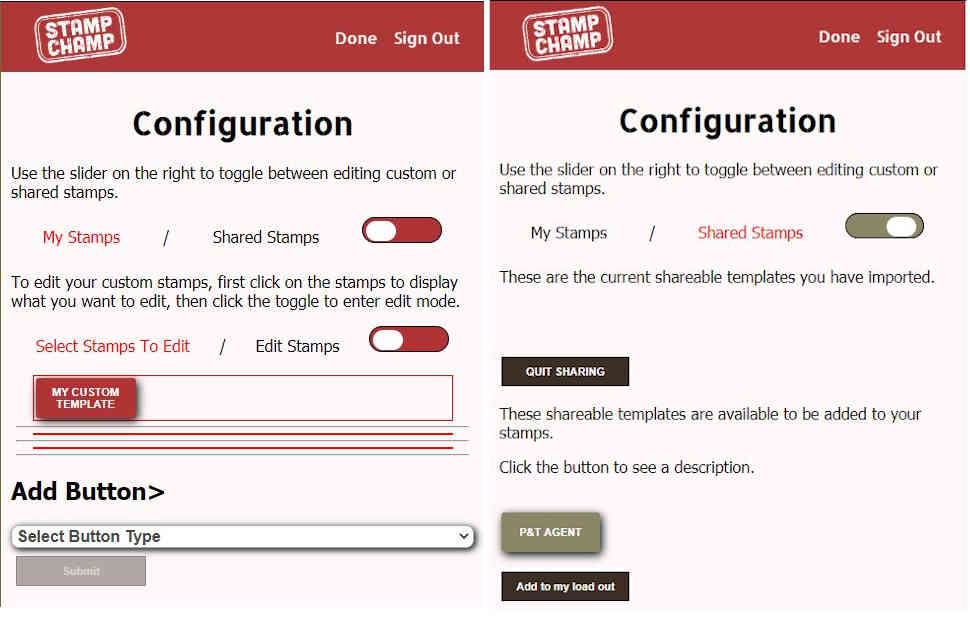 STAMP
CHAMP
Done Sign Out
Configuration
Use the slider on the right to toggle between editing custom or
shared stamps.
My Stamps / Shared Stamps
To edit your custom stamps, first click on the stamps to display
what you want to edit, then click the toggle to enter edit mode.
Select Stamps To Edit / Edit Stamps
MY CUSTOM
TEMPLATE
Add Button>
Select Button Type
Submit
STAMP
CHAMP
Done Sign Out
Configuration
Use the slider on the right to toggle between editing custom or
shared stamps.
My Stamps / Shared Stamps
These are the current shareable templates you have imported.
QUIT SHARING
These shareable templates are available to be added to your
stamps.
Click the button to see a description.
P&T AGENT
Add to my load out